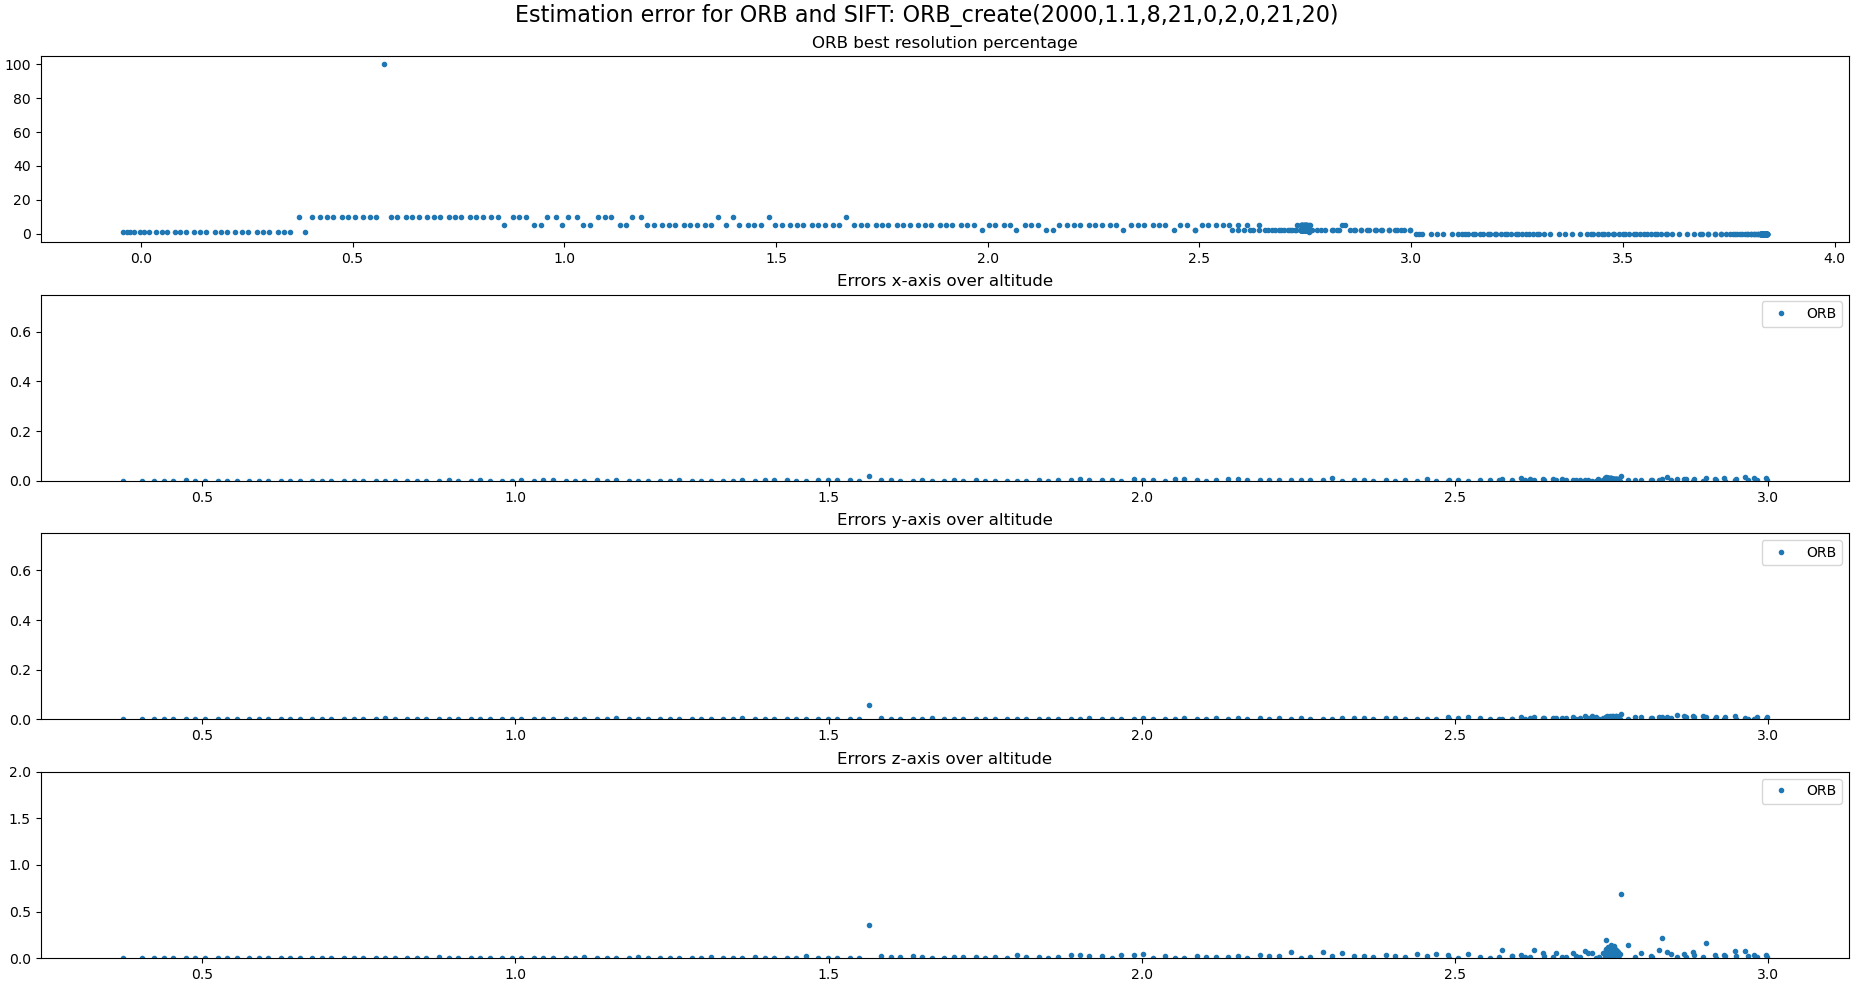 Estimation error for ORB and SIFT: ORB_create(2000,1.1,8,21,0,2,0,21,20)
ORB best resolution percentage
100
80
60
40
20
0
0.0 0.5 1.0 1.5 2.0 2.5 3.0 3.5 4.0
Errors x-axis over altitude
ORB
0.6
0.4
0.2
0.0
0.5 1.0 1.5 2.0 2.5 3.0
Errors y-axis over altitude
ORB
0.6
0.4
0.2
0.0
0.5 1.0 1.5 2.0 2.5 3.0
Errors z-axis over altitude
2.0
ORB
1.5
1.0
0.5
0.0
0.5 1.0 1.5 2.0 2.5 3.0